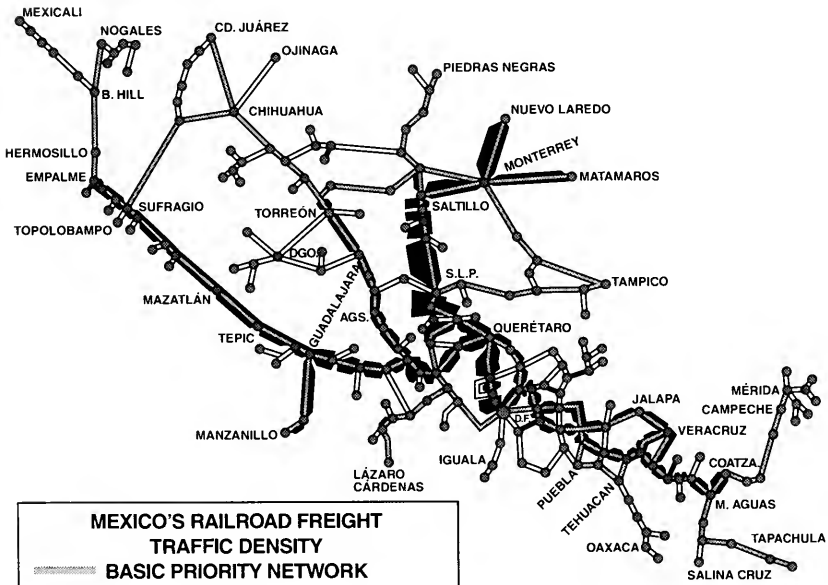 MEXICALI
NOGALES
CD. JUÁREZ
OJINAGA
PIEDRAS NEGRAS
B. HILL
CHIHUAHUA
NUEVO LAREDO
HERMOSILLO
MONTERREY
EMPALME
MATAMAROS
SUFRAGIO
TORREÓN
SALTILLO
TOPOLOBAMPO
DGO.
S.L.P.
TAMPICO
MAZATLÁN
GUADALAJARA
AGS.
QUERÉTARO
TEPIC
JALAPA
MÉRIDA
CAMPECHE
MANZANILLO
D.F.
VERACRUZ
IGUALA
COATZA.
LÁZARO
CÁRDENAS
PUEBLA
TEHUACAN
M. AGUAS
OAXACA
TAPACHULA
SALINA CRUZ
MEXICO'S RAILROAD FREIGHT
TRAFFIC DENSITY
BASIC PRIORITY NETWORK